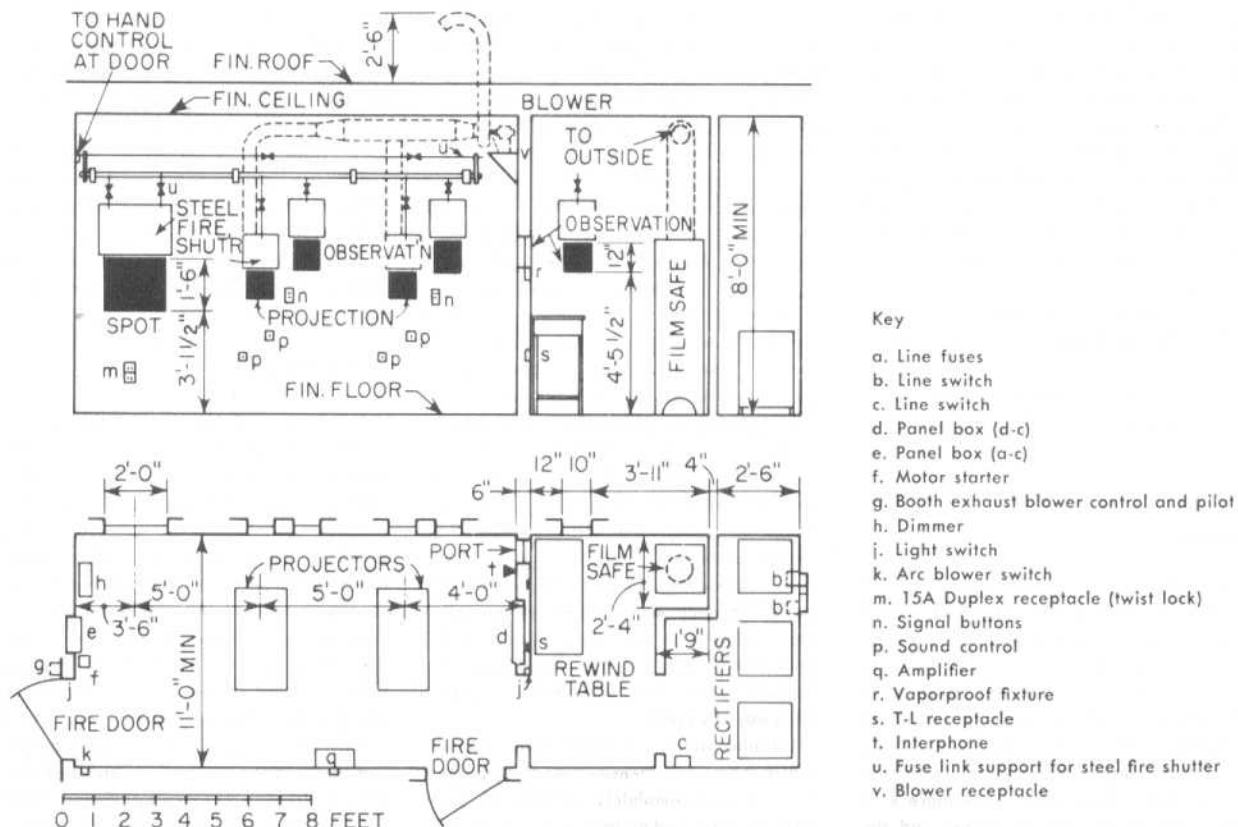 TO HAND
CONTROL
AT DOOR
2'-6"
FIN. ROOF
FIN. CEILING
BLOWER
TO
OUTSIDE
u
v
u
STEEL
FIRE
SHUTR
OBSERVAT'N
OBSERVATION
12"
r
1'-6"
n
n
SPOT
PROJECTION
p
p
p
p
m
3'-11 1/2"
s
4'-5 1/2"
FILM SAFE
8'-0" MIN
FIN. FLOOR
2'-0"
6"
12"
10"
3'-11"
4"
2'-6"
PORT
PROJECTORS
t
FILM
SAFE
h
b
b
5'-0"
5'-0"
4'-0"
3'-6"
2'-4"
e
d
s
1'9"
g
f
j
j
11'-0" MIN
REWIND
TABLE
RECTIFIERS
FIRE DOOR
k
q
FIRE
DOOR
c
0 1 2 3 4 5 6 7 8 FEET
Key
a. Line fuses
b. Line switch
c. Line switch
d. Panel box (d-c)
e. Panel box (a-c)
f. Motor starter
g. Booth exhaust blower control and pilot
h. Dimmer
j. Light switch
k. Arc blower switch
m. 15A Duplex receptacle (twist lock)
n. Signal buttons
p. Sound control
q. Amplifier
r. Vaporproof fixture
s. T-L receptacle
t. Interphone
u. Fuse link support for steel fire shutter
v. Blower receptacle